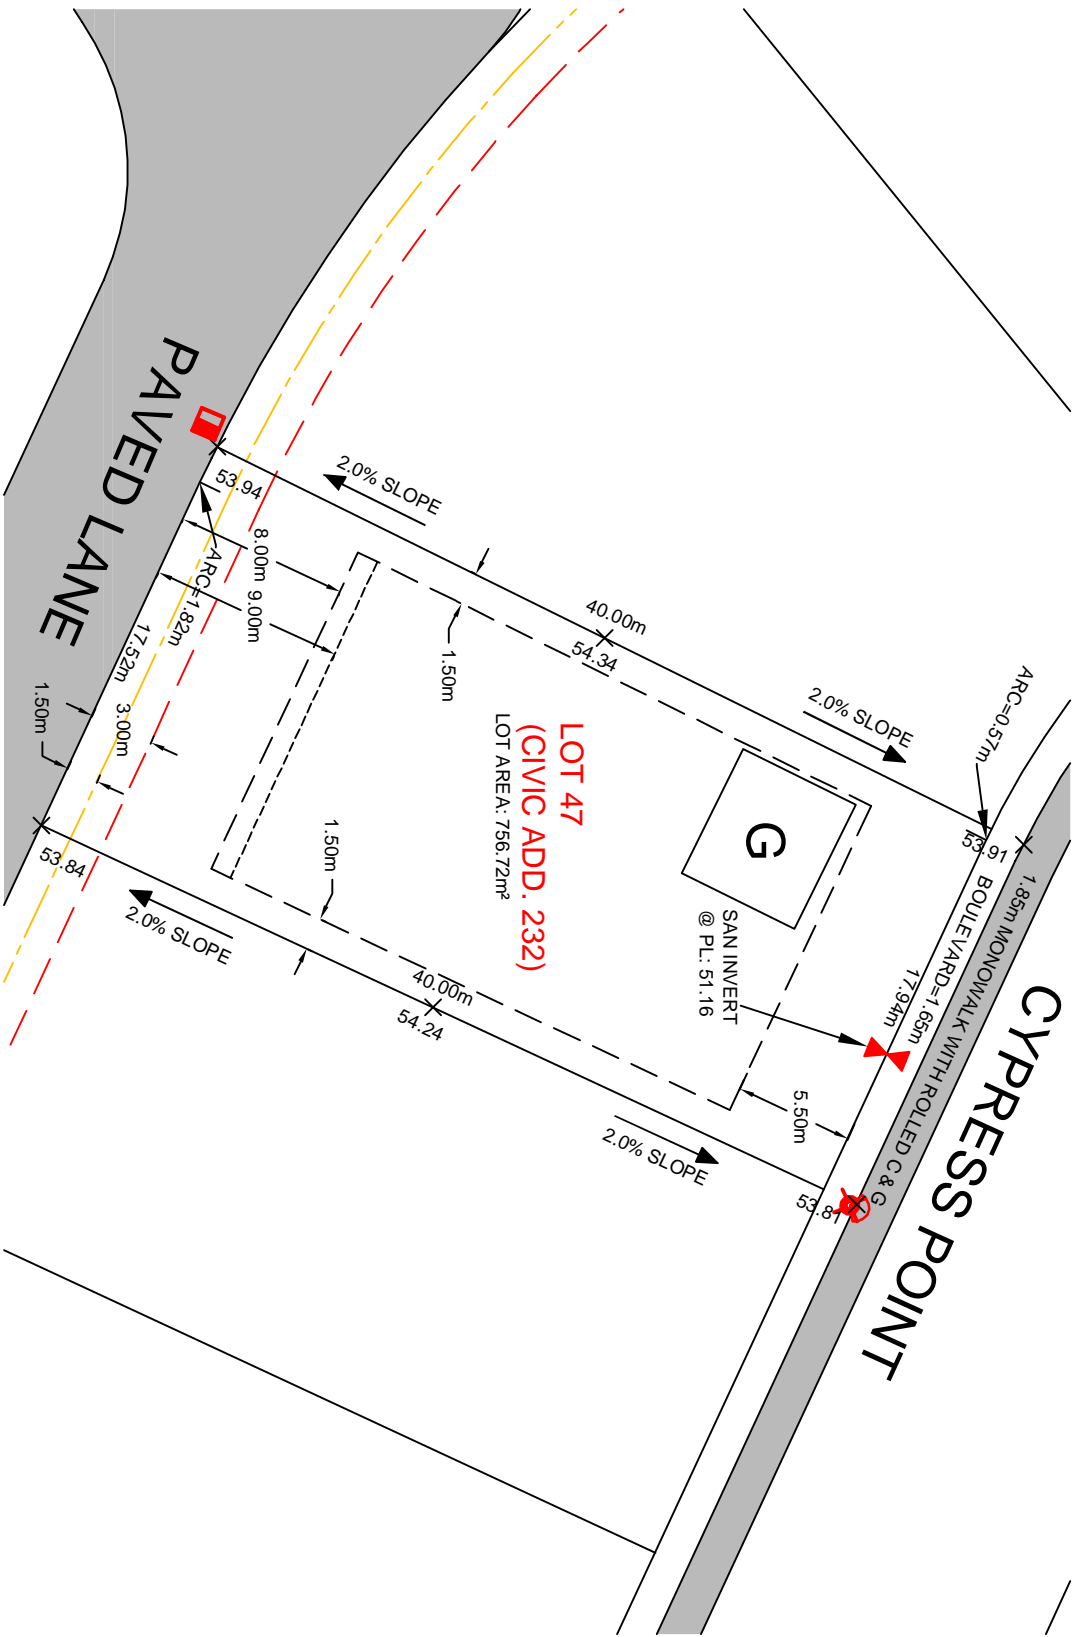 CYPRESS POINT
1.85m MONOWALK WITH ROLLED C & G
BOULEVARD=1.65m
17.94m
ARC=0.57m
53.91
53.81
5.50m
SAN INVERT
@ PL: 51.16
G
2.0% SLOPE
2.0% SLOPE
40.00m
54.34
LOT 47
(CIVIC ADD. 232)
LOT AREA: 756.72m²
40.00m
54.24
1.50m
1.50m
2.0% SLOPE
2.0% SLOPE
8.00m
9.00m
53.94
ARC=1.82m
17.52m
3.00m
1.50m
53.84
PAVED LANE